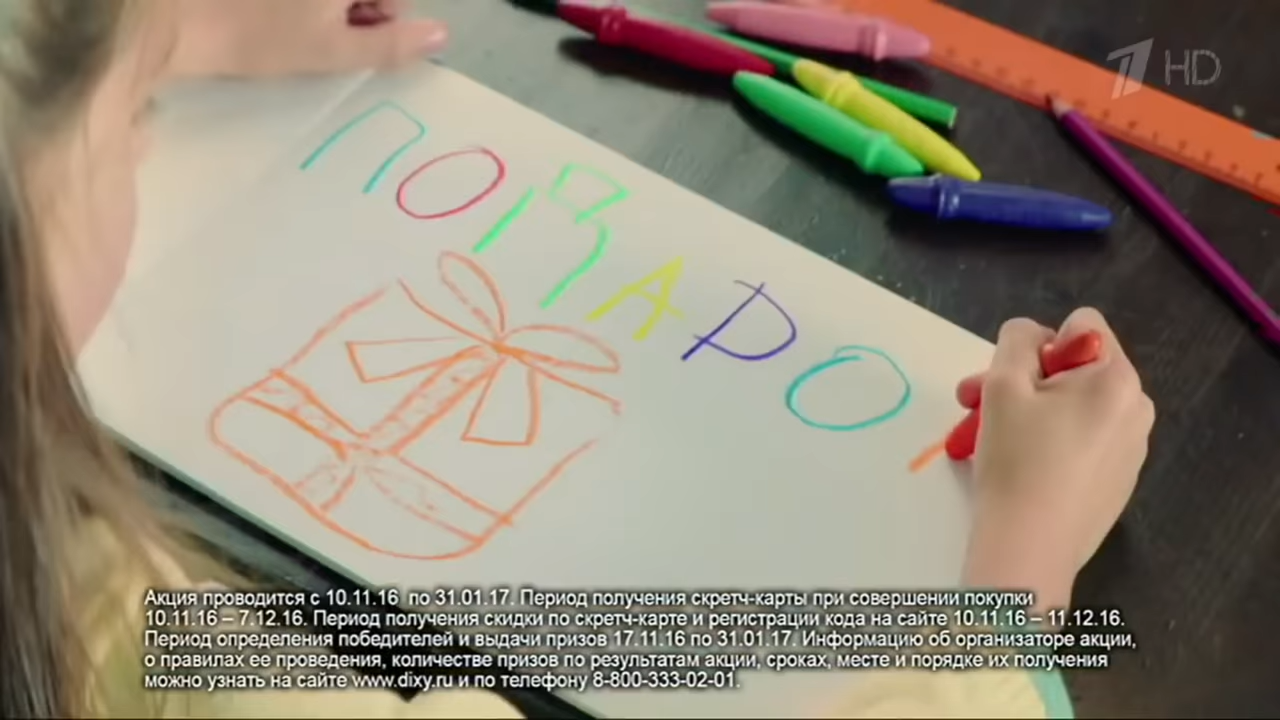 1 HD
ПОДАРО
Акция проводится с 10.11.16 по 31.01.17. Период получения скретч-карты при совершении покупки
10.11.16 – 7.12.16. Период получения скидки по скретч-карте и регистрации кода на сайте 10.11.16 – 11.12.16.
Период определения победителей и выдачи призов 17.11.16 по 31.01.17. Информацию об организаторе акции,
о правилах ее проведения, количестве призов по результатам акции, сроках, месте и порядке их получения
можно узнать на сайте www.dixy.ru и по телефону 8-800-333-02-01.